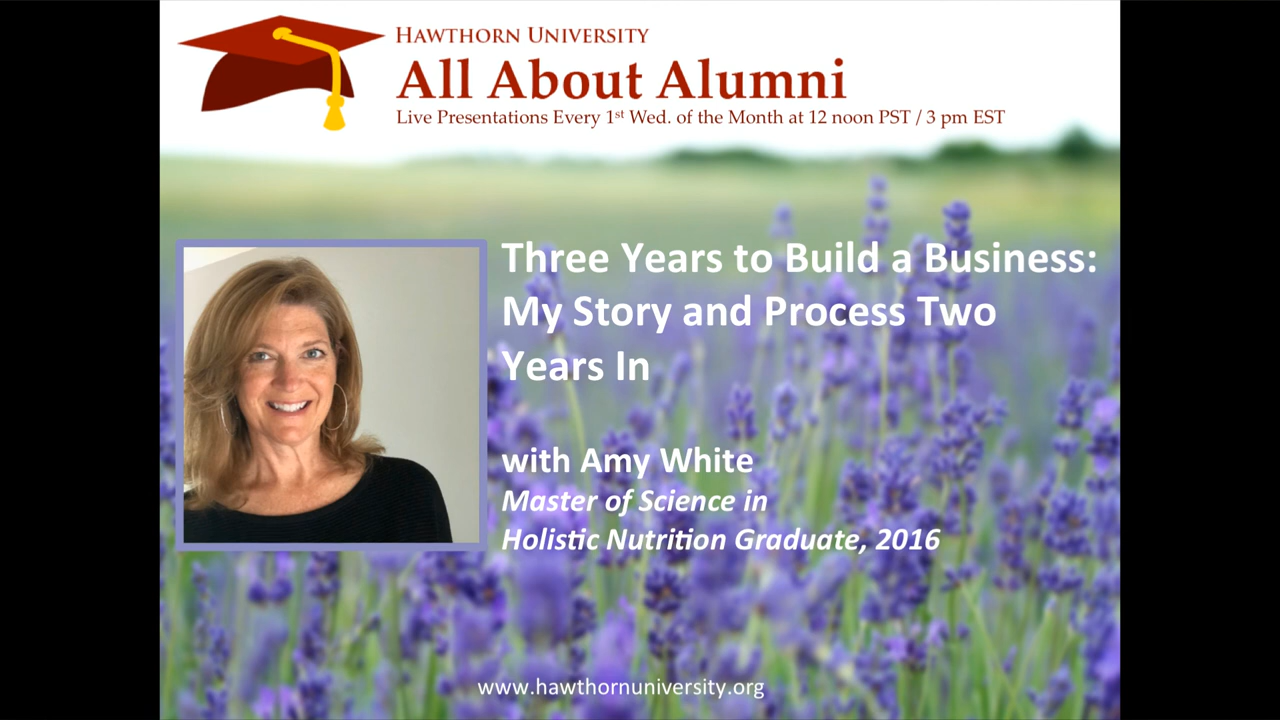 Hawthorn University
All About Alumni
Live Presentations Every 1st Wed. of the Month at 12 noon PST / 3 pm EST
Three Years to Build a Business:
My Story and Process Two
Years In
with Amy White
Master of Science in
Holistic Nutrition Graduate, 2016
www.hawthornuniversity.org